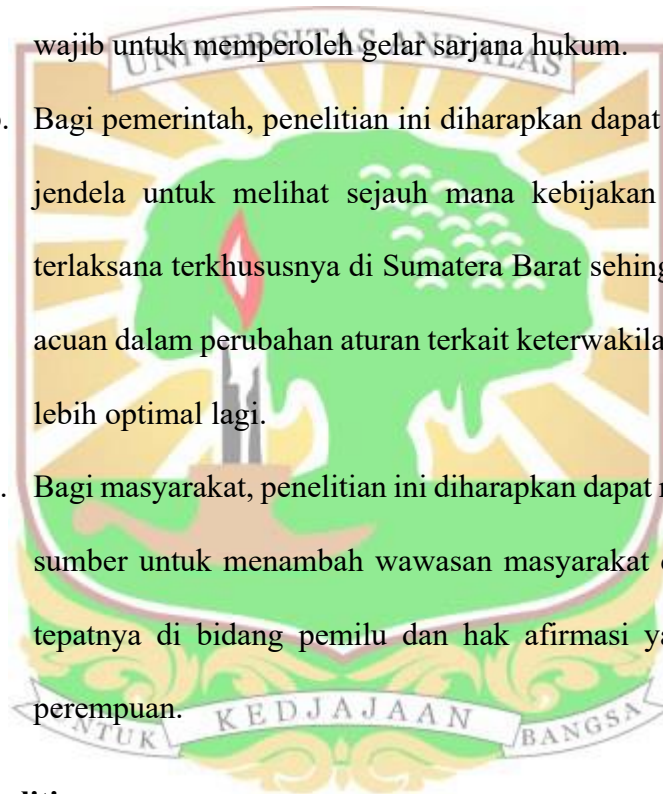 wajib untuk memperoleh gelar sarjana hukum.
UNIVERSITAS ANDALAS
. Bagi pemerintah, penelitian ini diharapkan dapat
jendela untuk melihat sejauh mana kebijakan
terlaksana terkhususnya di Sumatera Barat sehing
acuan dalam perubahan aturan terkait keterwakila
lebih optimal lagi.
. Bagi masyarakat, penelitian ini diharapkan dapat
sumber untuk menambah wawasan masyarakat
tepatnya di bidang pemilu dan hak afirmasi ya
perempuan.
UNTUK KEDJAJAAN BANGSA